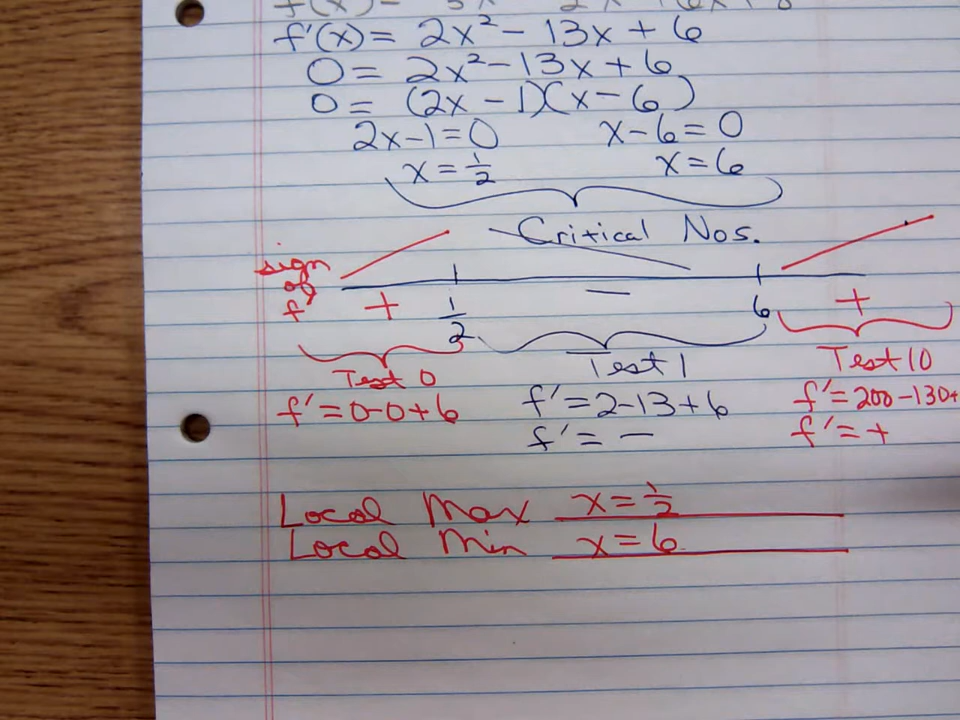 f'(x) = 2x² - 13x + 6
0 = 2x² - 13x + 6
0 = (2x - 1)(x - 6)
2x - 1 = 0 x - 6 = 0
x = 1/2 x = 6
Critical Nos.
sign of f' + 1/2 — 6 +
Test 0 Test 1 Test 10
f' = 0 - 0 + 6 f' = 2 - 13 + 6 f' = 200 - 130 +
f' = — f' = +
Local Max x = 1/2
Local Min x = 6